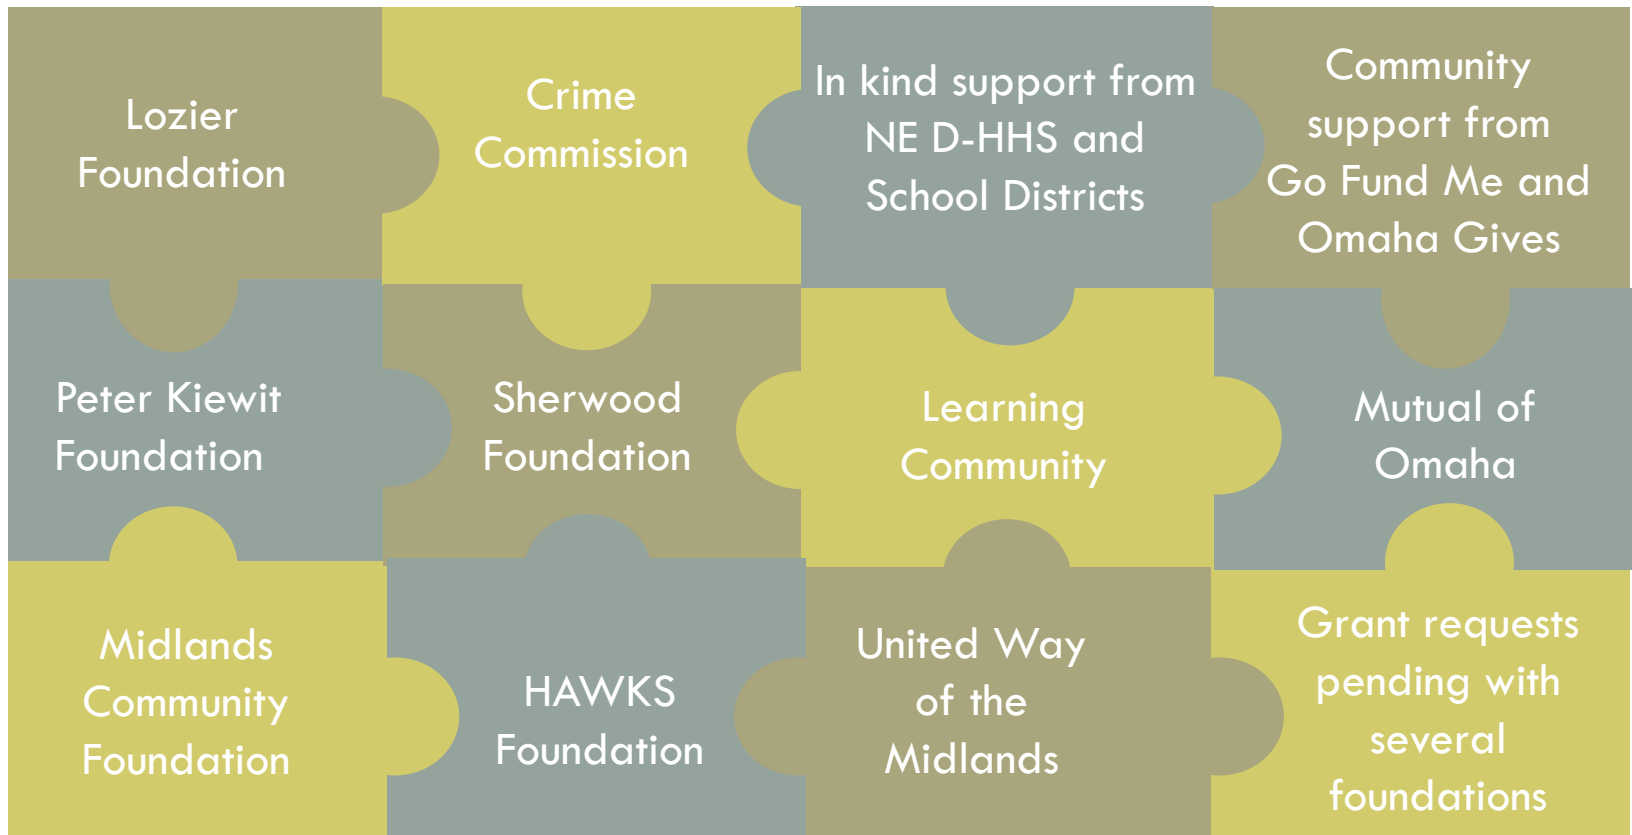 Lozier
Foundation
Crime
Commission
In kind support from
NE D-HHS and
School Districts
Community
support from
Go Fund Me and
Omaha Gives
Peter Kiewit
Foundation
Sherwood
Foundation
Learning
Community
Mutual of
Omaha
Midlands
Community
Foundation
HAWKS
Foundation
United Way
of the
Midlands
Grant requests
pending with
several
foundations